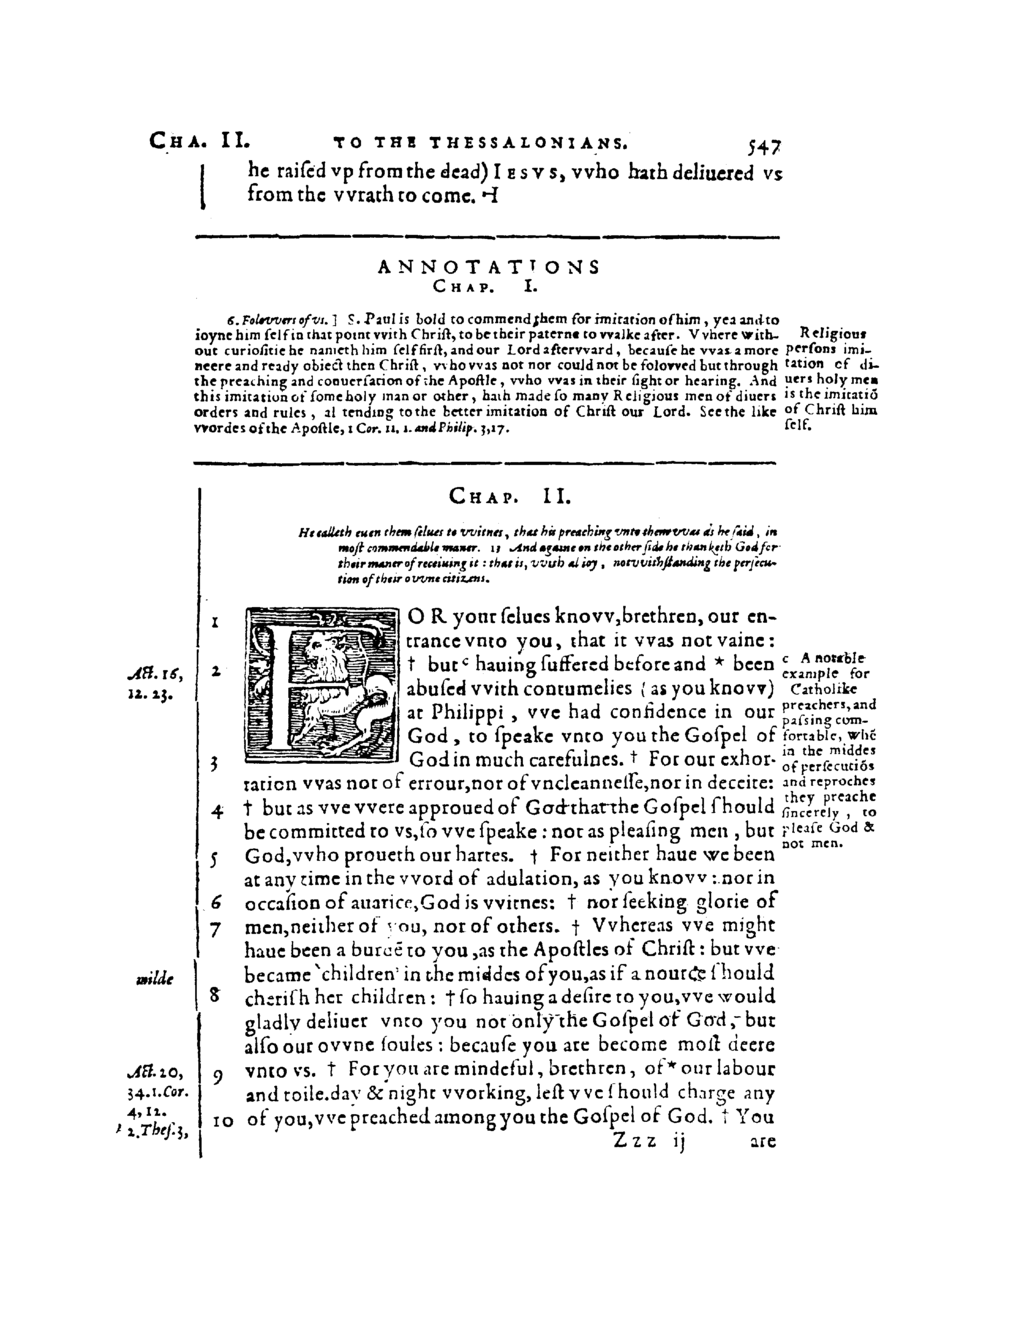 CHA. II. TO THE THESSALONIANS. 547
he raiſed vp from the dead) IESVS, vvho hath deliuered vs
from the vvrath to come. ⊣
ANNOTATIONS
CHAP. I.
6. Folovvers of vs. ] S. Paul is bold to commend them for imitation of him, yea and to
ioyne him ſelf in that point vvith Chriſt, to be their paterne to vvalke after. Vvhere with-
out curioſitie he nameth him ſelf firſt, and our Lord aftervvard, becauſe he vvas a more
neere and ready obiect then Chriſt, vvho vvas not nor could not be folovved but through
the preaching and conuerſation of the Apoſtle, vvho vvas in their ſight or hearing. And
this imitation of ſome holy man or other, hath made ſo many Religious men of diuers
orders and rules, al tending to the better imitation of Chriſt our Lord. See the like
vvordes of the Apoſtle, 1 Cor. 11, 1. and Philip. 3,17.
Religious
perſons imi-
tation of di-
uers holy men
is the imitatiō
of Chriſt him
ſelf.
CHAP. II.
He calleth euen them ſelues to vvitnes, that his preaching vnto them vvas as he ſaid, in
moſt commendable maner. 13 And againe on the other ſide he thanketh God for
their maner of receiuing it: that is, vvith al ioy, notvvithſtanding the perſecu-
tion of their ovvne citizens.
1 FOR your ſelues knovv, brethren, our en-
trance vnto you, that it vvas not vaine:
2 † but ᶜ hauing ſuffered before and * been
abuſed vvith contumelies (as you knovv)
at Philippi, vve had confidence in our
God, to ſpeake vnto you the Goſpel of
3 God in much carefulnes. † For our exhor-
tation vvas not of errour, nor of vncleanneſſe, nor in deceite:
4 † but as vve vvere approued of God that the Goſpel ſhould
be committed to vs, ſo vve ſpeake: not as pleaſing men, but
5 God, vvho proueth our hartes. † For neither haue we been
at any time in the vvord of adulation, as you knovv: nor in
6 occaſion of auarice, God is vvitnes: † nor ſeeking glorie of
7 men, neither of you, nor of others. † Vvhereas vve might
haue been a burdē to you, as the Apoſtles of Chriſt: but vve
became ‵children′ in the middes of you, as if a nource ſhould
8 cheriſh her children: † ſo hauing a deſire to you, vve would
gladly deliuer vnto you not only the Goſpel of God, but
alſo our ovvne ſoules: becauſe you are become moſt deere
9 vnto vs. † For you are mindeful, brethren, of * our labour
and toile. day & night vvorking, leſt vve ſhould charge any
10 of you, vve preached among you the Goſpel of God. † You
Zzz ij are
Act. 16,
12. 23.
milde
Act. 20,
34. 1. Cor.
4, 12.
2. Theſ. 3,
c A notable
example for
Catholike
preachers, and
paſsing com-
fortable, whē
in the middes
of perſecutiōs
and reproches
they preache
ſincerely, to
pleaſe God &
not men.